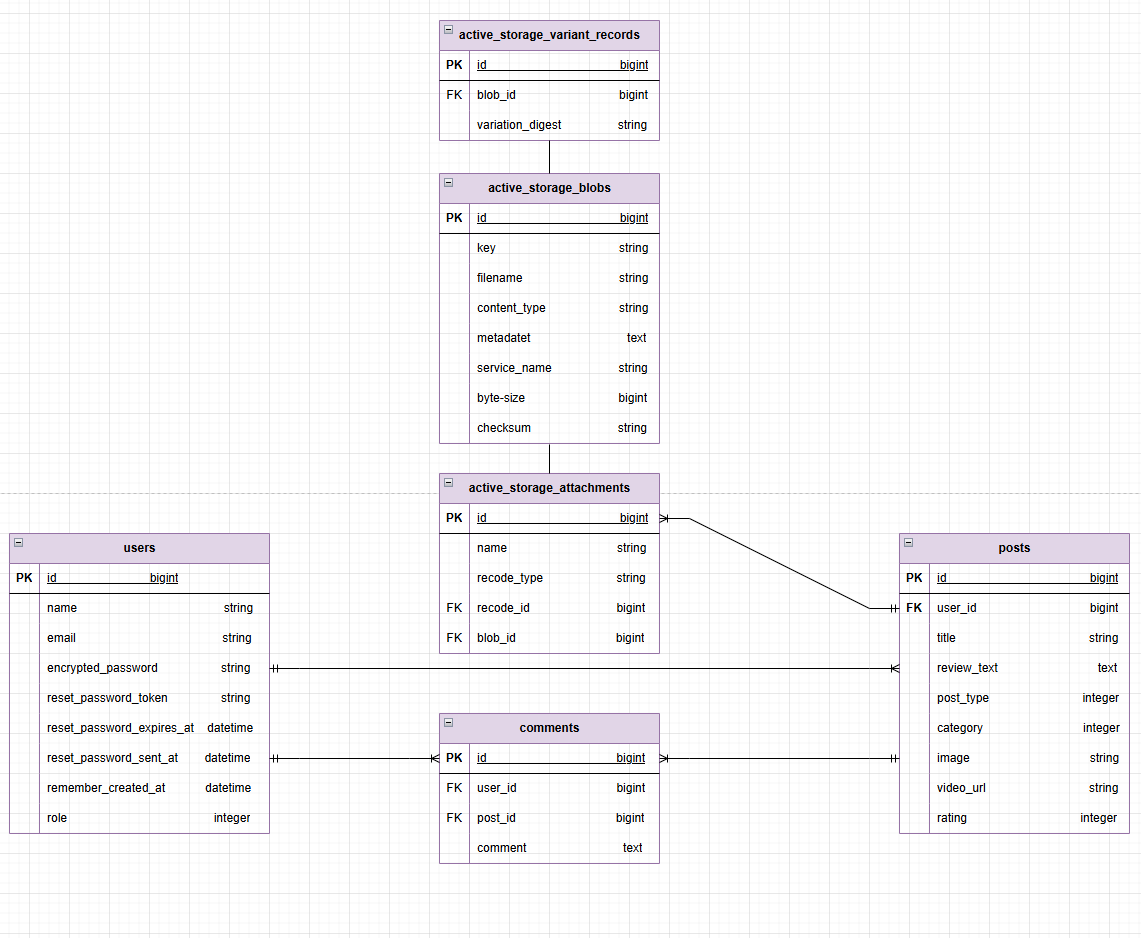 active_storage_variant_records
PK id bigint
FK blob_id bigint
variation_digest string
active_storage_blobs
PK id bigint
key string
filename string
content_type string
metadatet text
service_name string
byte-size bigint
checksum string
active_storage_attachments
PK id bigint
name string
recode_type string
FK recode_id bigint
FK blob_id bigint
users
PK id bigint
name string
email string
encrypted_password string
reset_password_token string
reset_password_expires_at datetime
reset_password_sent_at datetime
remember_created_at datetime
role integer
posts
PK id bigint
FK user_id bigint
title string
review_text text
post_type integer
category integer
image string
video_url string
rating integer
comments
PK id bigint
FK user_id bigint
FK post_id bigint
comment text